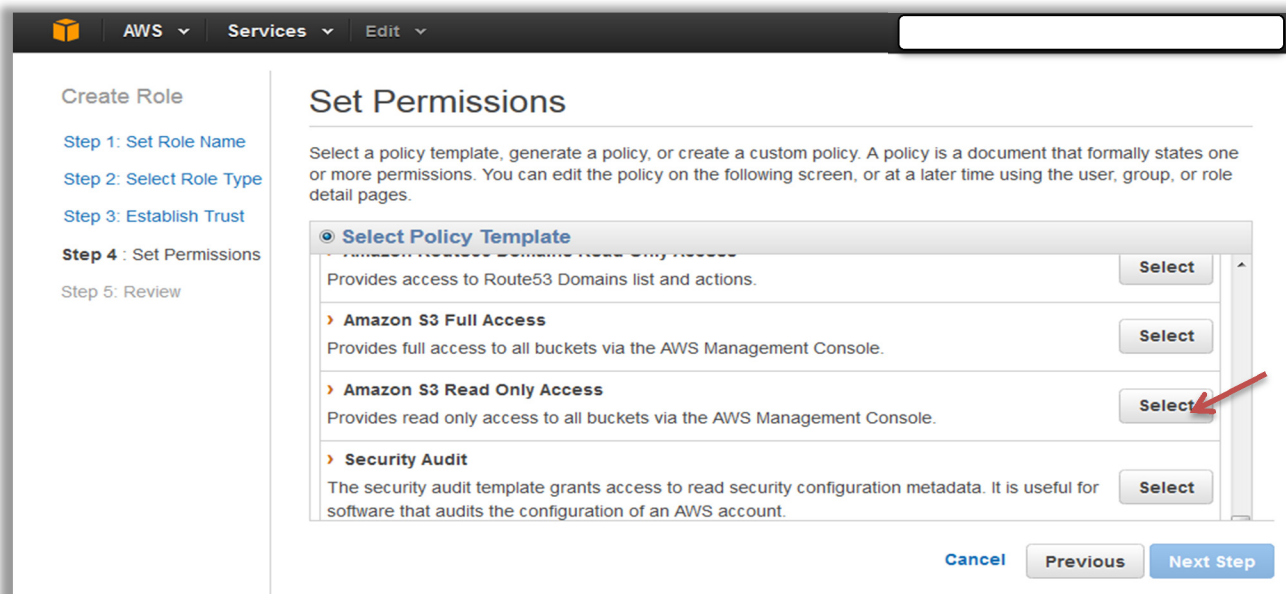 AWS Services Edit
Create Role
Step 1: Set Role Name
Step 2: Select Role Type
Step 3: Establish Trust
Step 4 : Set Permissions
Step 5: Review
Set Permissions
Select a policy template, generate a policy, or create a custom policy. A policy is a document that formally states one
or more permissions. You can edit the policy on the following screen, or at a later time using the user, group, or role
detail pages.
Select Policy Template
Amazon Route53 Domains Read Only Access
Provides access to Route53 Domains list and actions.
Select
Amazon S3 Full Access
Provides full access to all buckets via the AWS Management Console.
Select
Amazon S3 Read Only Access
Provides read only access to all buckets via the AWS Management Console.
Select
Security Audit
The security audit template grants access to read security configuration metadata. It is useful for
software that audits the configuration of an AWS account.
Select
Cancel Previous Next Step